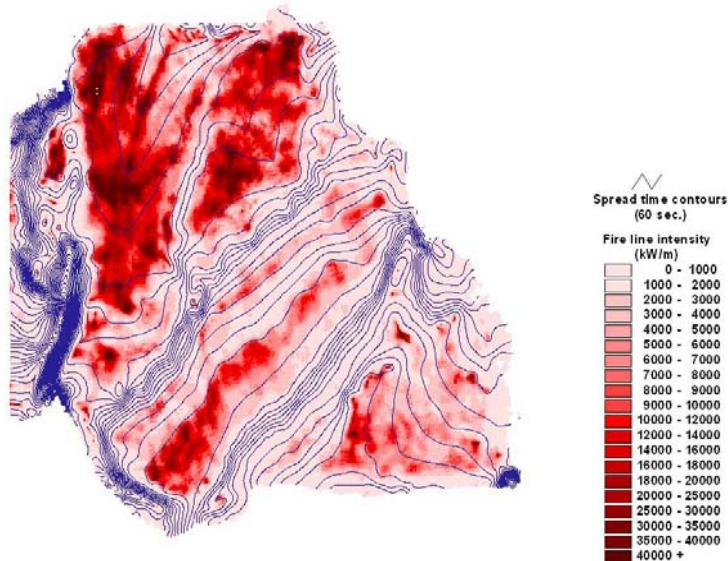 Spread time contours
(60 sec.)
Fire line intensity
(kW/m)
0 - 1000
1000 - 2000
2000 - 3000
3000 - 4000
4000 - 5000
5000 - 6000
6000 - 7000
7000 - 8000
8000 - 9000
9000 - 10000
10000 - 12000
12000 - 14000
14000 - 16000
16000 - 18000
18000 - 20000
20000 - 25000
25000 - 30000
30000 - 35000
35000 - 40000
40000 +